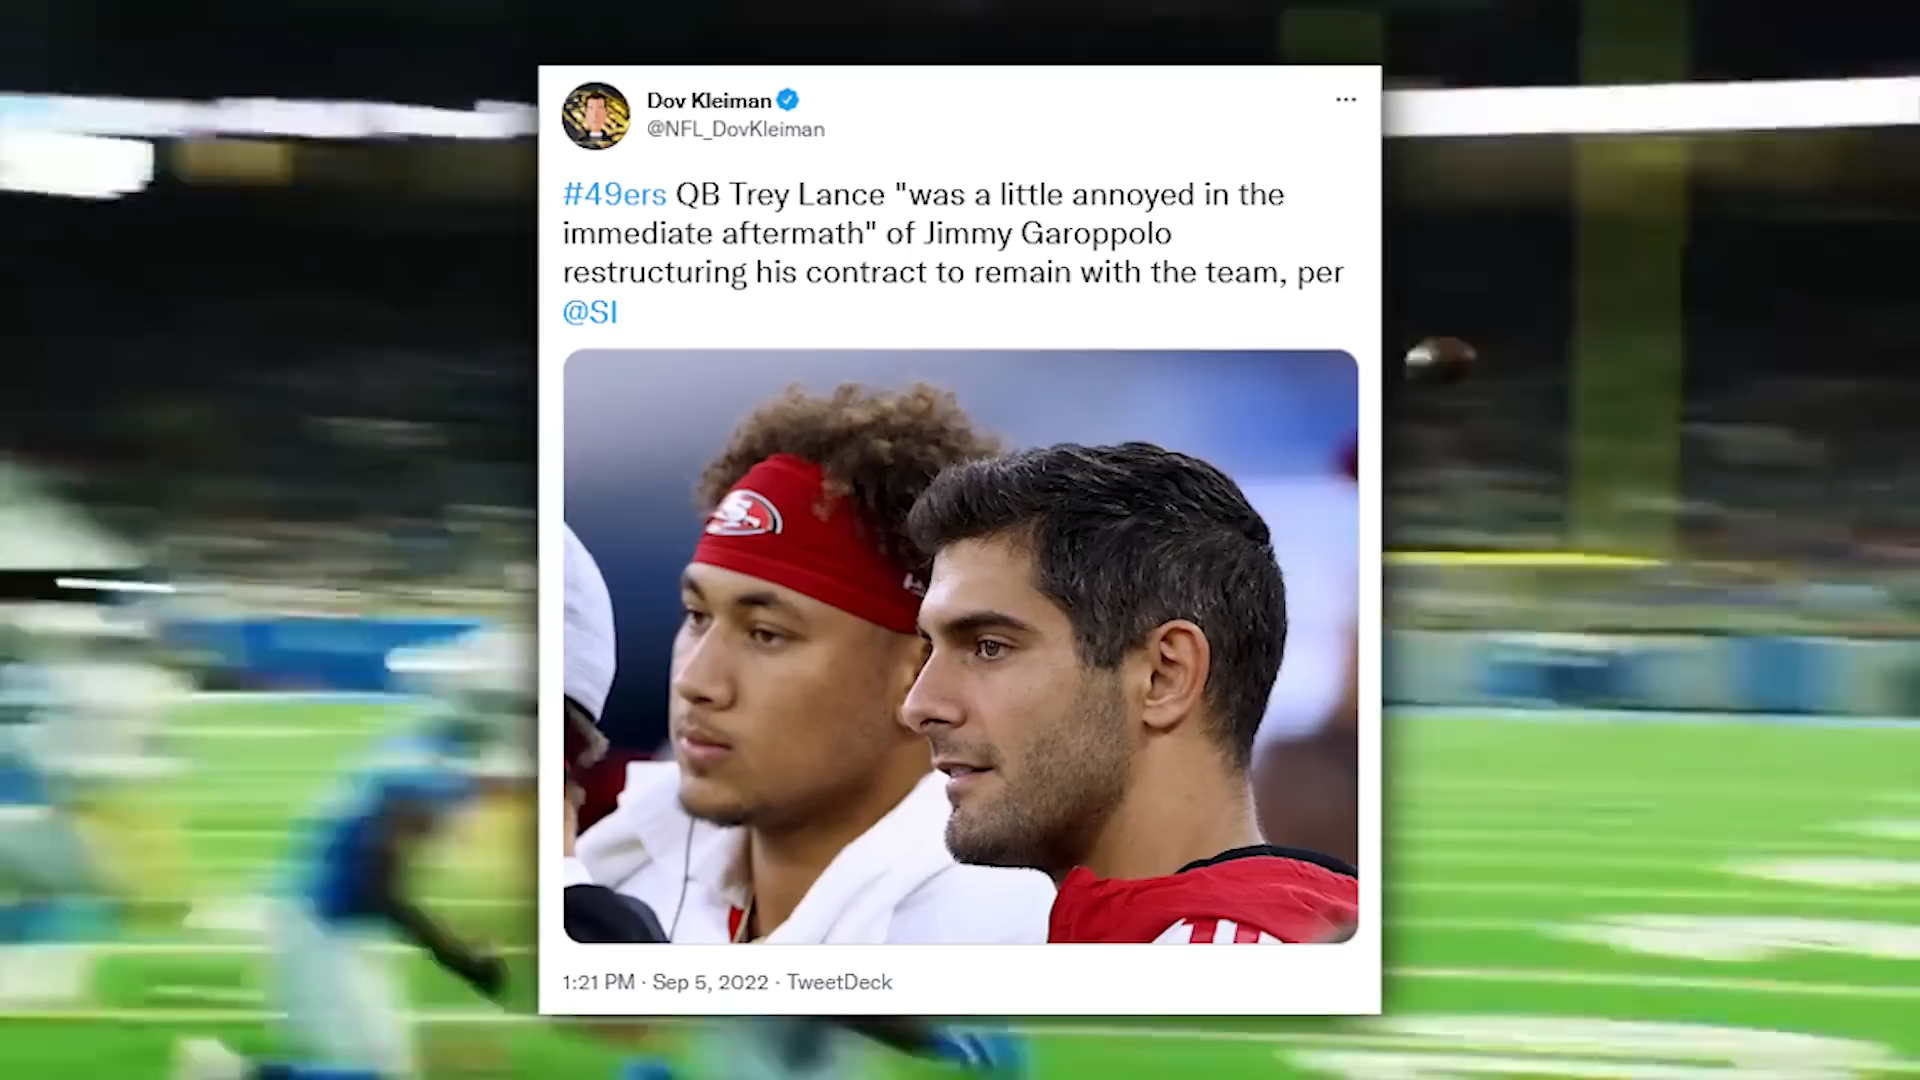 Dov Kleiman
@NFL_DovKleiman
#49ers QB Trey Lance "was a little annoyed in the
immediate aftermath" of Jimmy Garoppolo
restructuring his contract to remain with the team, per
@SI
SF
1:21 PM · Sep 5, 2022 · TweetDeck